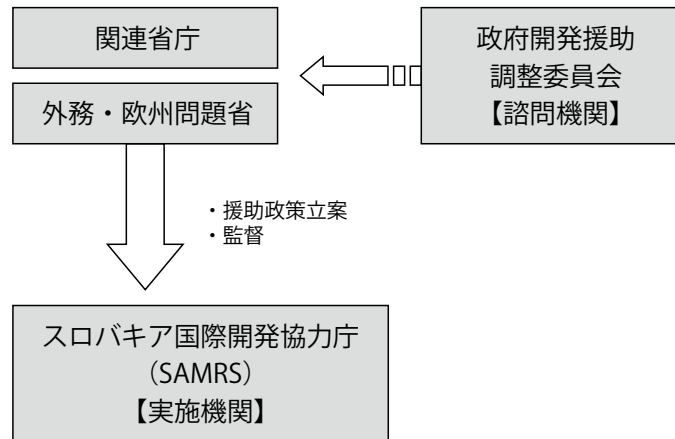 関連省庁
外務・欧州問題省
政府開発援助
調整委員会
【諮問機関】
・援助政策立案
・監督
スロバキア国際開発協力庁
（SAMRS）
【実施機関】